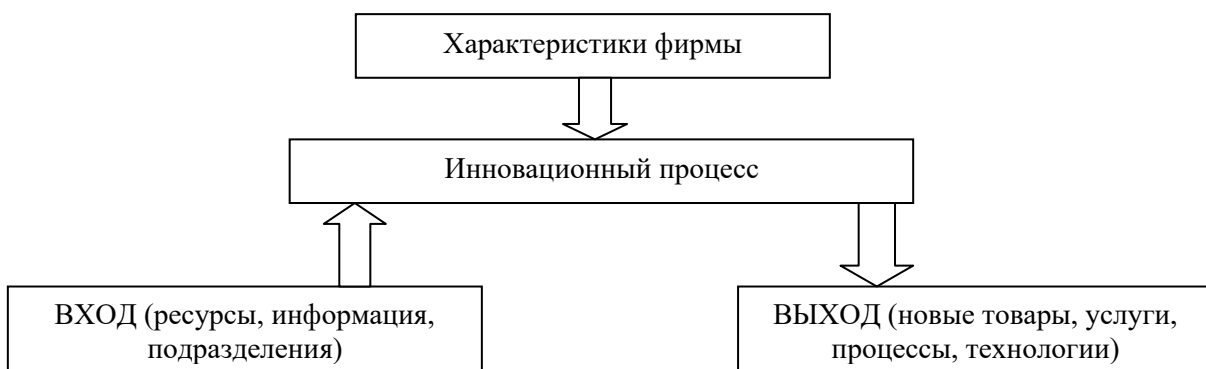 Характеристики фирмы
Инновационный процесс
ВХОД (ресурсы, информация,
подразделения)
ВЫХОД (новые товары, услуги,
процессы, технологии)